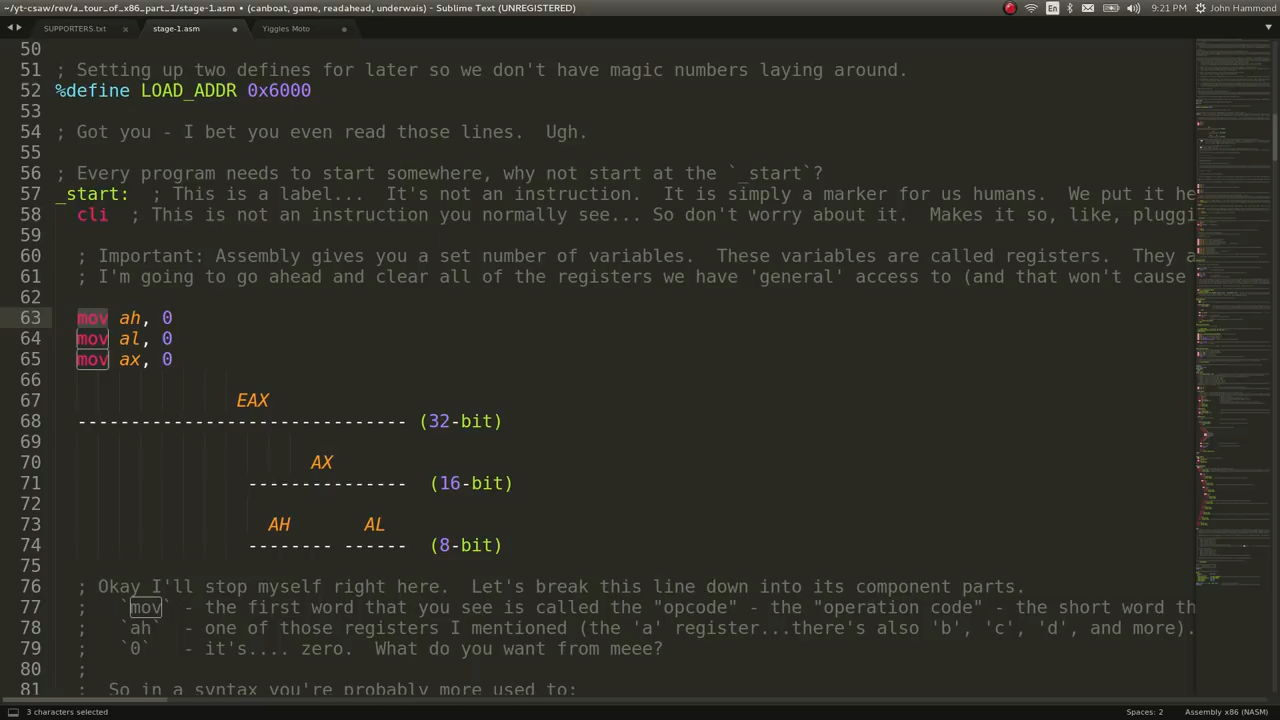 ~/yt-csaw/rev/a_tour_of_x86_part_1/stage-1.asm • (canboat, game, readahead, underwais) - Sublime Text (UNREGISTERED)
En
9:21 PM
John Hammond
SUPPORTERS.txt
stage-1.asm
Yiggles Moto
50
51 ; Setting up two defines for later so we don't have magic numbers laying around.
52 %define LOAD_ADDR 0x6000
53
54 ; Got you - I bet you even read those lines.  Ugh.
55
56 ; Every program needs to start somewhere, why not start at the `_start`?
57 _start:  ; This is a label...  It's not an instruction.  It is simply a marker for us humans.  We put it he
58   cli  ; This is not an instruction you normally see... So don't worry about it.  Makes it so, like, pluggi
59
60   ; Important: Assembly gives you a set number of variables.  These variables are called registers.  They a
61   ; I'm going to go ahead and clear all of the registers we have 'general' access to (and that won't cause
62
63   mov ah, 0
64   mov al, 0
65   mov ax, 0
66
67                  EAX
68   ------------------------------- (32-bit)
69
70                         AX
71                   ---------------  (16-bit)
72
73                     AH       AL
74                   -------- ------  (8-bit)
75
76   ; Okay I'll stop myself right here.  Let's break this line down into its component parts.
77   ;   `mov` - the first word that you see is called the "opcode" - the "operation code" - the short word th
78   ;   `ah`  - one of those registers I mentioned (the 'a' register...there's also 'b', 'c', 'd', and more).
79   ;   `0`   - it's.... zero.  What do you want from meee?
80   ;
81   ;  So in a syntax you're probably more used to:
3 characters selected
Spaces: 2
Assembly x86 (NASM)